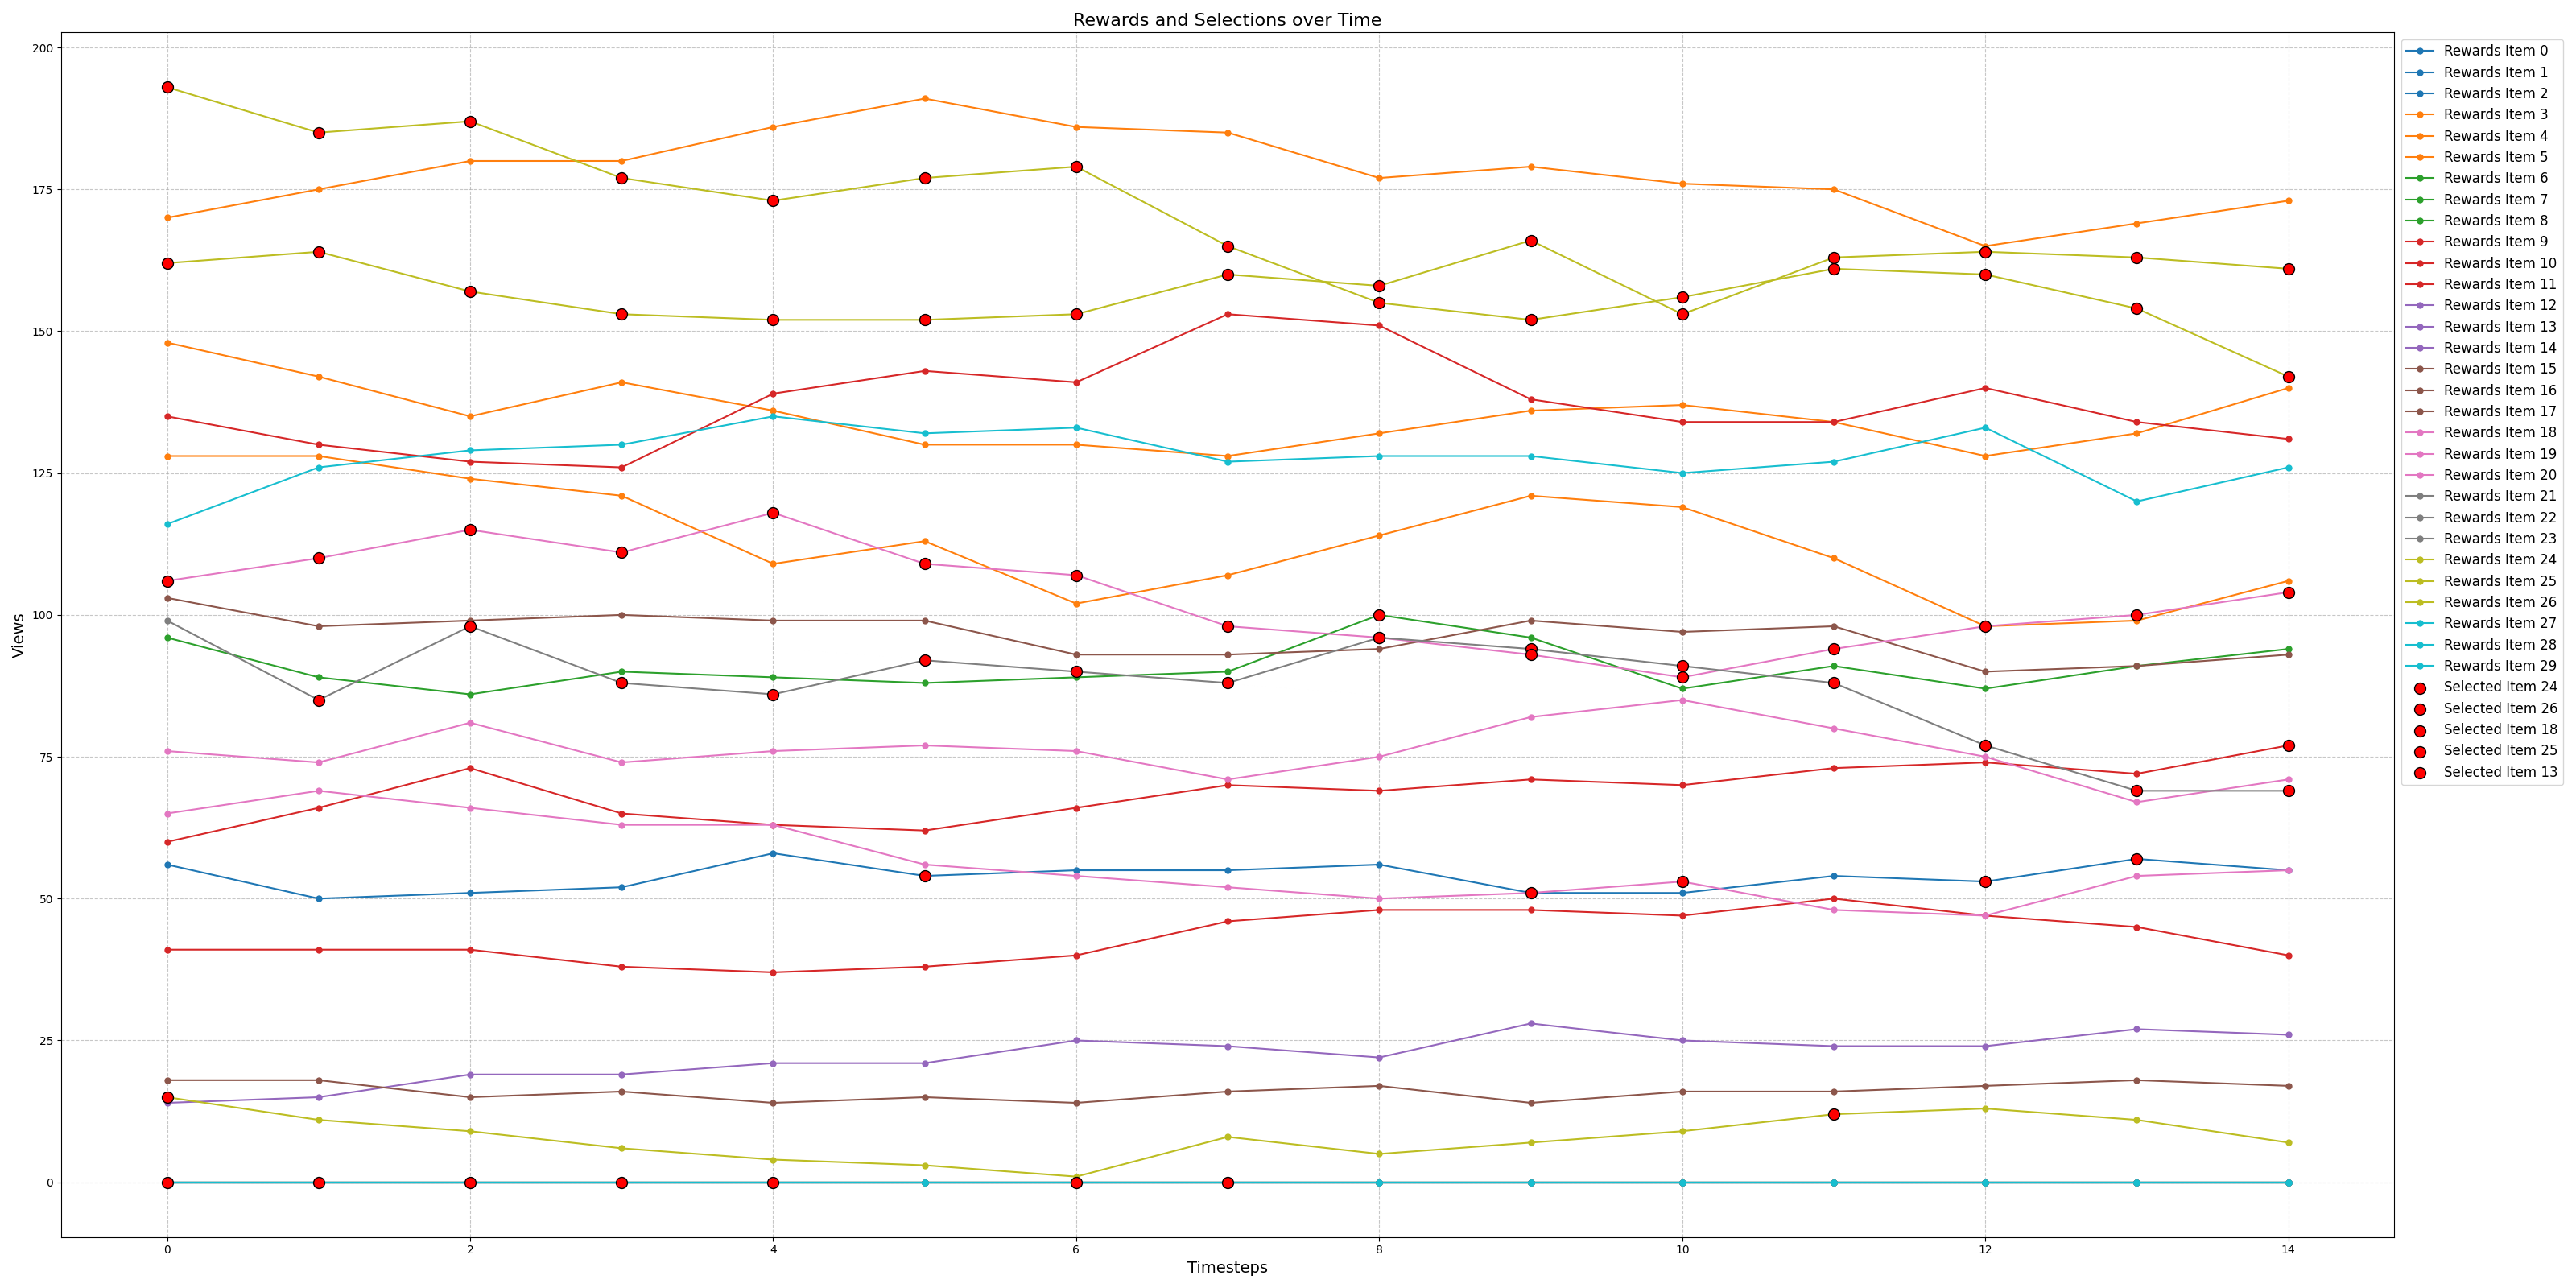 Rewards and Selections over Time
200
175
150
125
100
75
50
25
0
Views
0
2
4
6
8
10
12
14
Timesteps
Rewards Item 0
Rewards Item 1
Rewards Item 2
Rewards Item 3
Rewards Item 4
Rewards Item 5
Rewards Item 6
Rewards Item 7
Rewards Item 8
Rewards Item 9
Rewards Item 10
Rewards Item 11
Rewards Item 12
Rewards Item 13
Rewards Item 14
Rewards Item 15
Rewards Item 16
Rewards Item 17
Rewards Item 18
Rewards Item 19
Rewards Item 20
Rewards Item 21
Rewards Item 22
Rewards Item 23
Rewards Item 24
Rewards Item 25
Rewards Item 26
Rewards Item 27
Rewards Item 28
Rewards Item 29
Selected Item 24
Selected Item 26
Selected Item 18
Selected Item 25
Selected Item 13